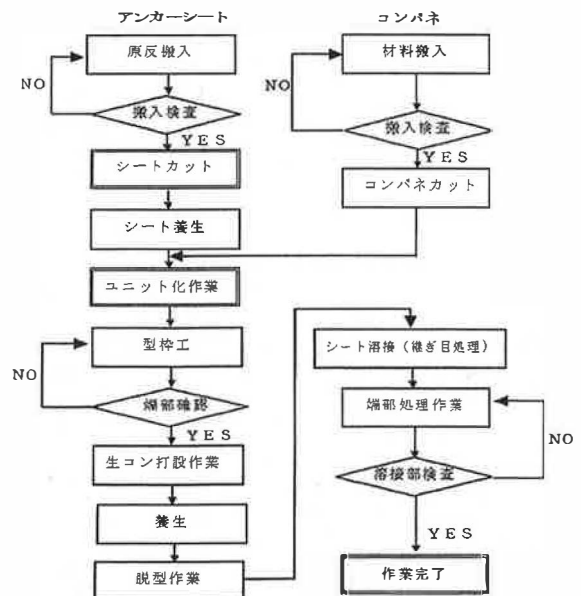 アンカーシート
原反搬入
NO
搬入検査
YES
シートカット
シート養生
コンパネ
材料搬入
NO
搬入検査
YES
コンパネカット
ユニット化作業
型枠工
NO
端部確認
YES
生コン打設作業
養生
脱型作業
シート溶接（継ぎ目処理）
端部処理作業
NO
溶接部検査
YES
作業完了